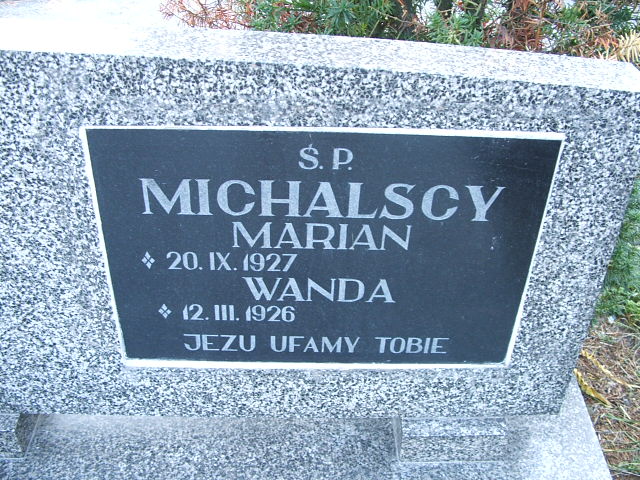 Ś.P.
MICHALSCY
MARIAN
20.IX.1927
WANDA
12.III.1926
JEZU UFAMY TOBIE